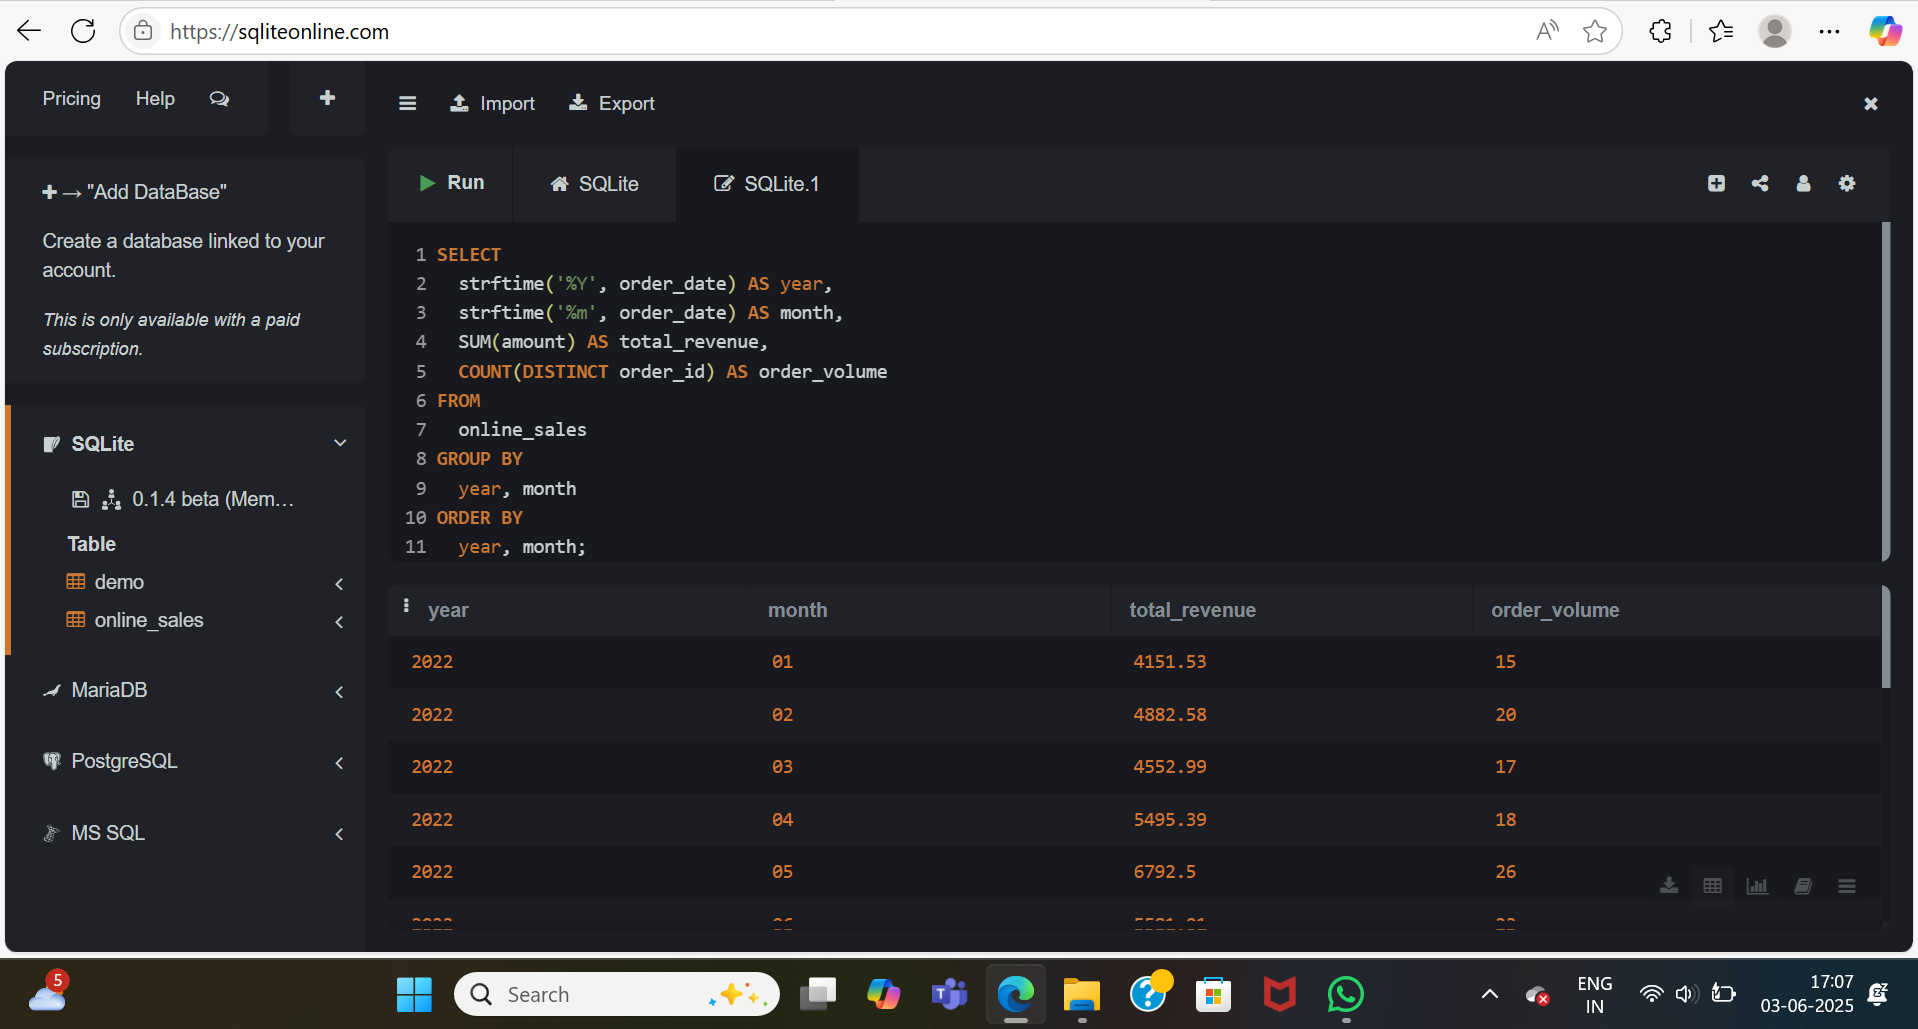 https://sqliteonline.com
Pricing Help
Import Export
"Add DataBase"
Create a database linked to your
account.
This is only available with a paid
subscription.
SQLite
0.1.4 beta (Mem...
Table
demo
online_sales
MariaDB
PostgreSQL
MS SQL
Run SQLite SQLite.1
1 SELECT
2 strftime('%Y', order_date) AS year,
3 strftime('%m', order_date) AS month,
4 SUM(amount) AS total_revenue,
5 COUNT(DISTINCT order_id) AS order_volume
6 FROM
7 online_sales
8 GROUP BY
9 year, month
10 ORDER BY
11 year, month;
year month total_revenue order_volume
2022 01 4151.53 15
2022 02 4882.58 20
2022 03 4552.99 17
2022 04 5495.39 18
2022 05 6792.5 26
5
Search
ENG
IN
17:07
03-06-2025